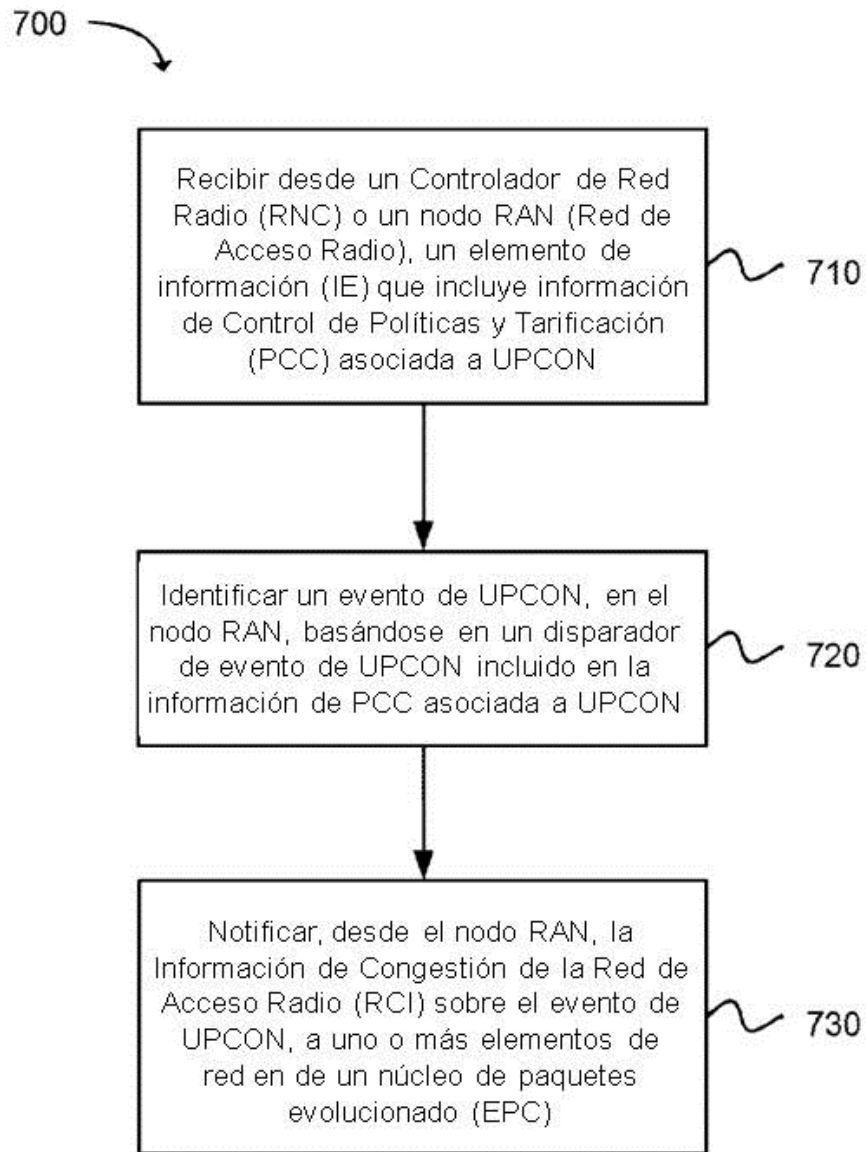 700
Recibir desde un Controlador de Red
Radio (RNC) o un nodo RAN (Red de
Acceso Radio), un elemento de
información (IE) que incluye información
de Control de Políticas y Tarificación
(PCC) asociada a UPCON
710
Identificar un evento de UPCON, en el
nodo RAN, basándose en un disparador
de evento de UPCON incluido en la
información de PCC asociada a UPCON
720
Notificar, desde el nodo RAN, la
Información de Congestión de la Red de
Acceso Radio (RCI) sobre el evento de
UPCON, a uno o más elementos de
red en de un núcleo de paquetes
evolucionado (EPC)
730